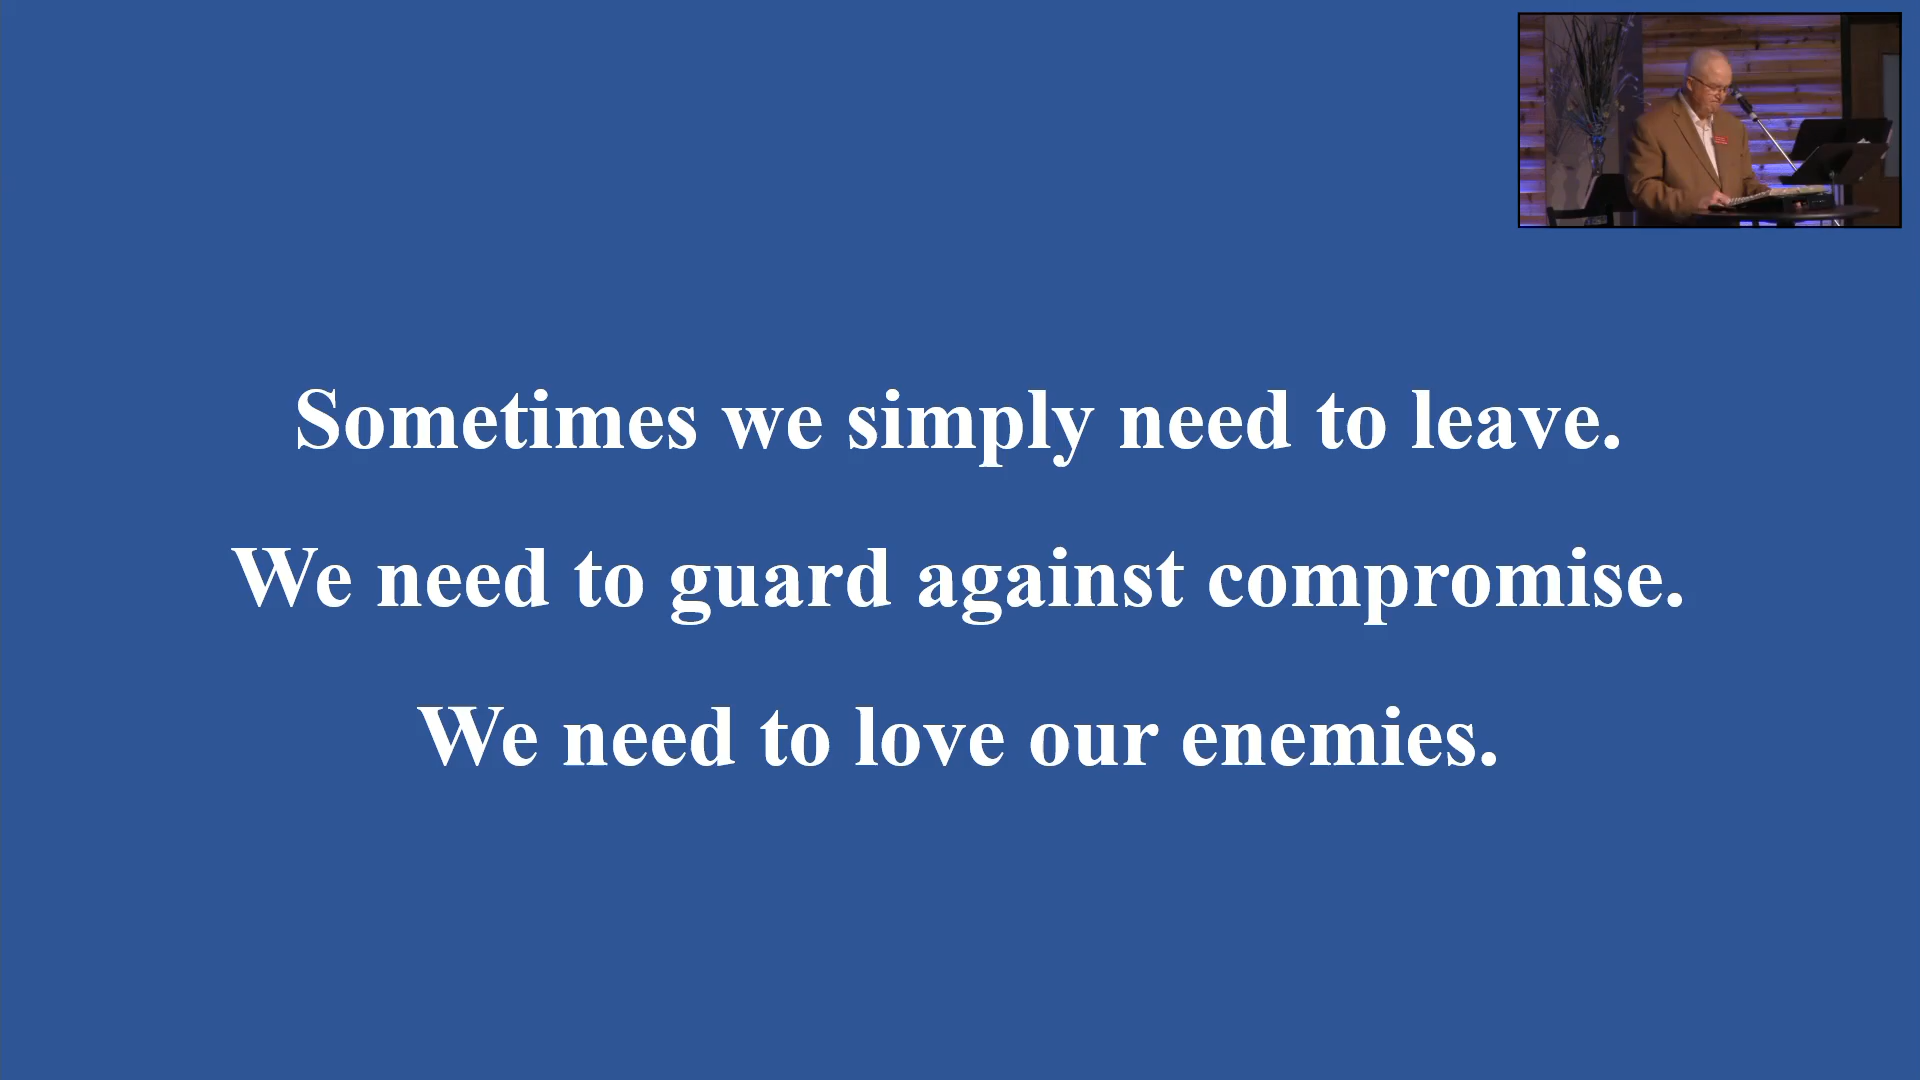 Sometimes we simply need to leave.
We need to guard against compromise.
We need to love our enemies.